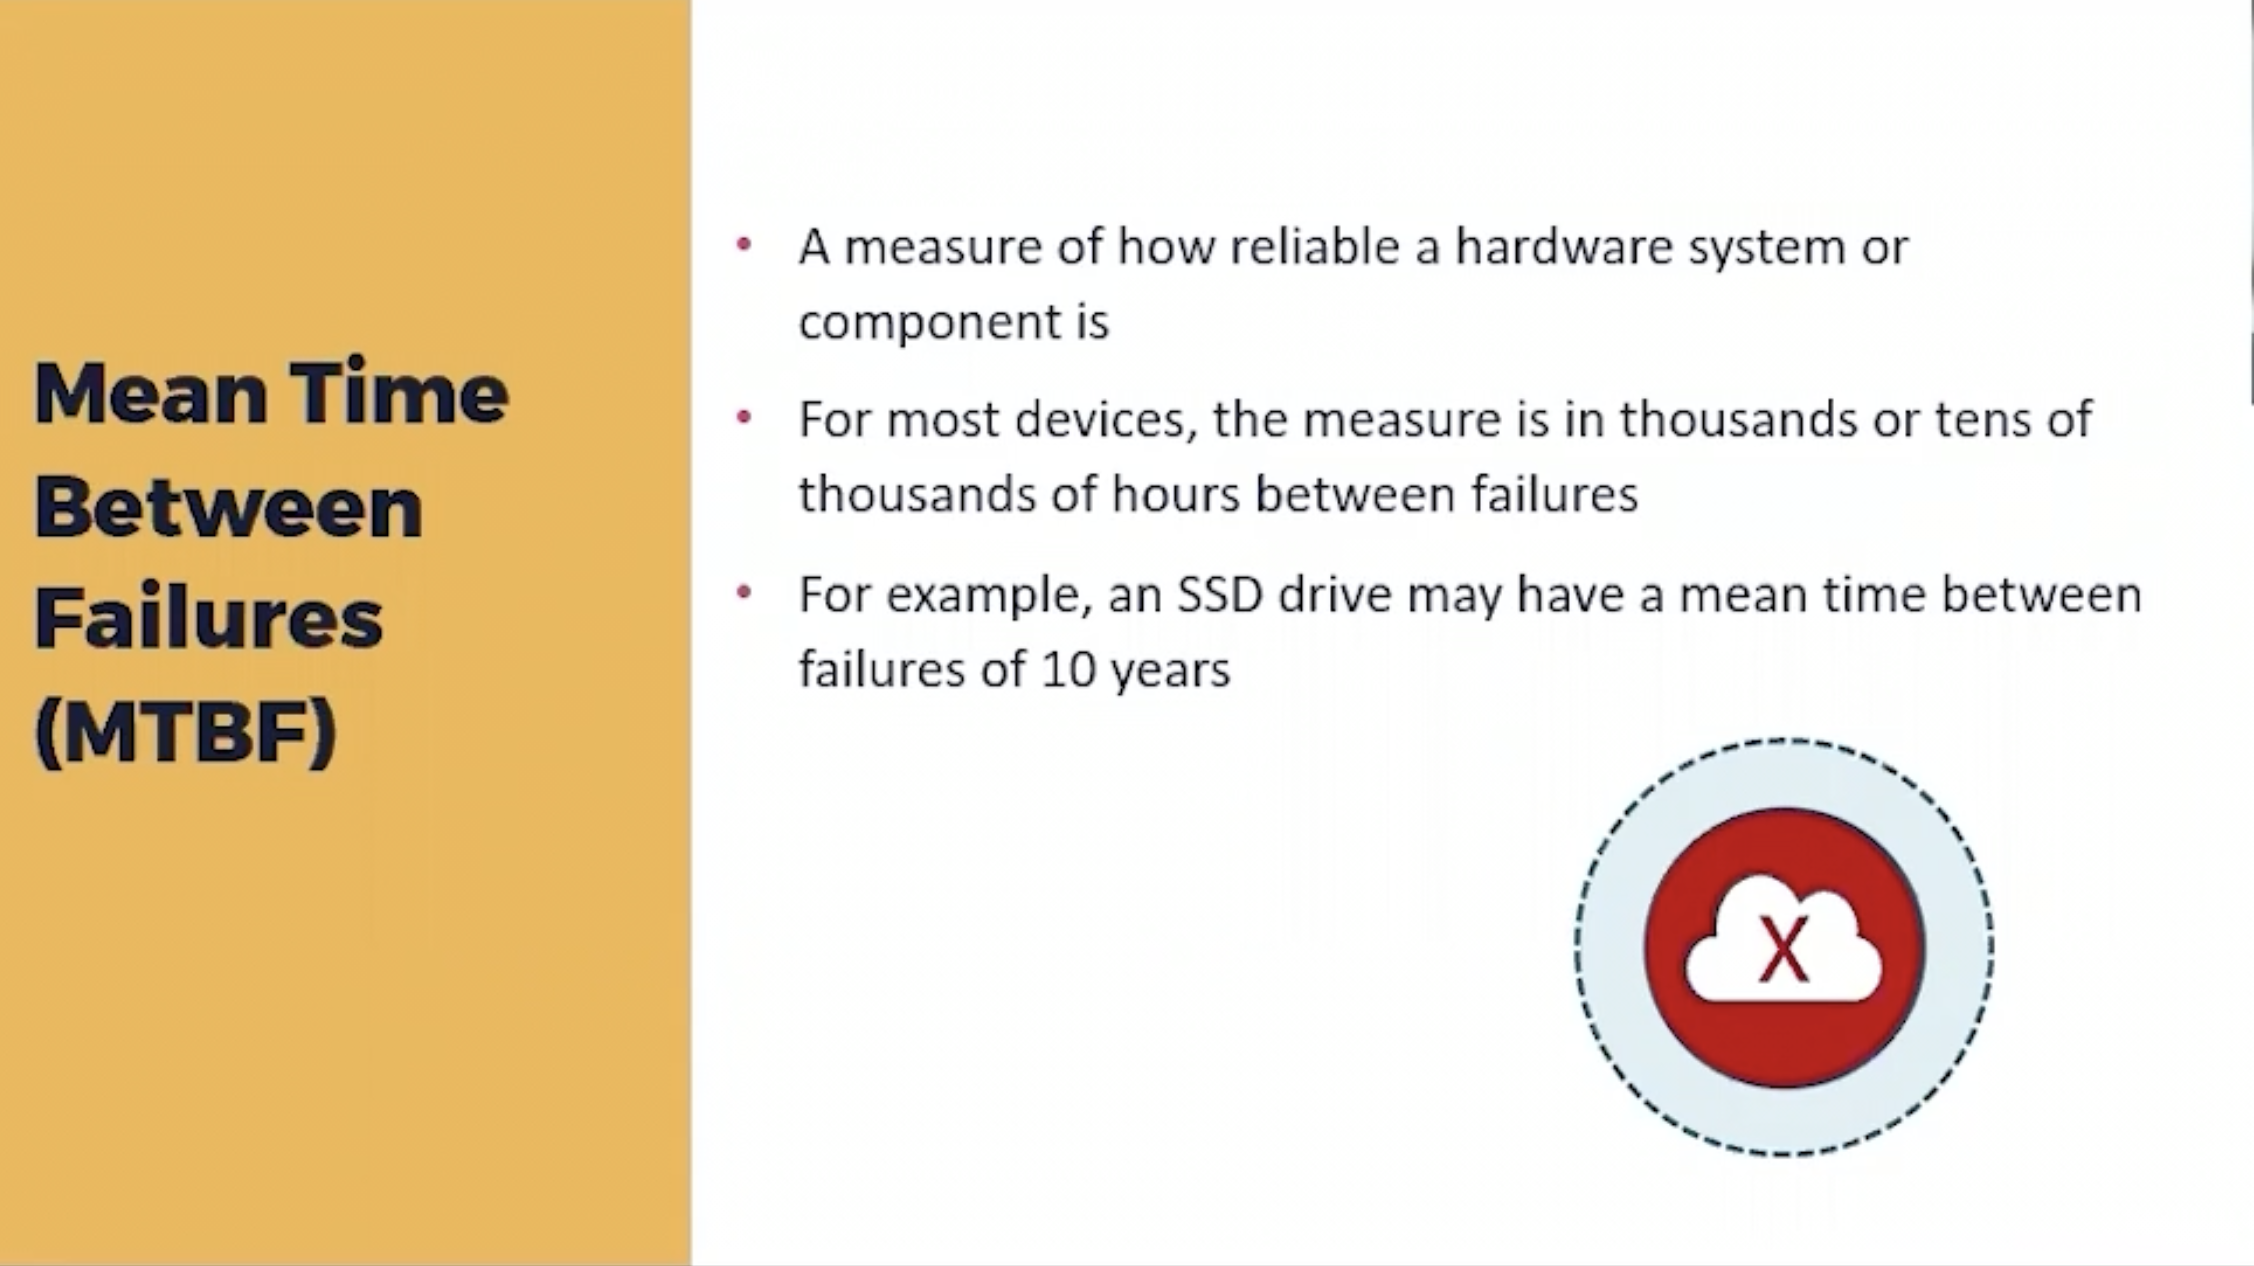 Mean Time
Between
Failures
(MTBF)
• A measure of how reliable a hardware system or
component is
• For most devices, the measure is in thousands or tens of
thousands of hours between failures
• For example, an SSD drive may have a mean time between
failures of 10 years
X